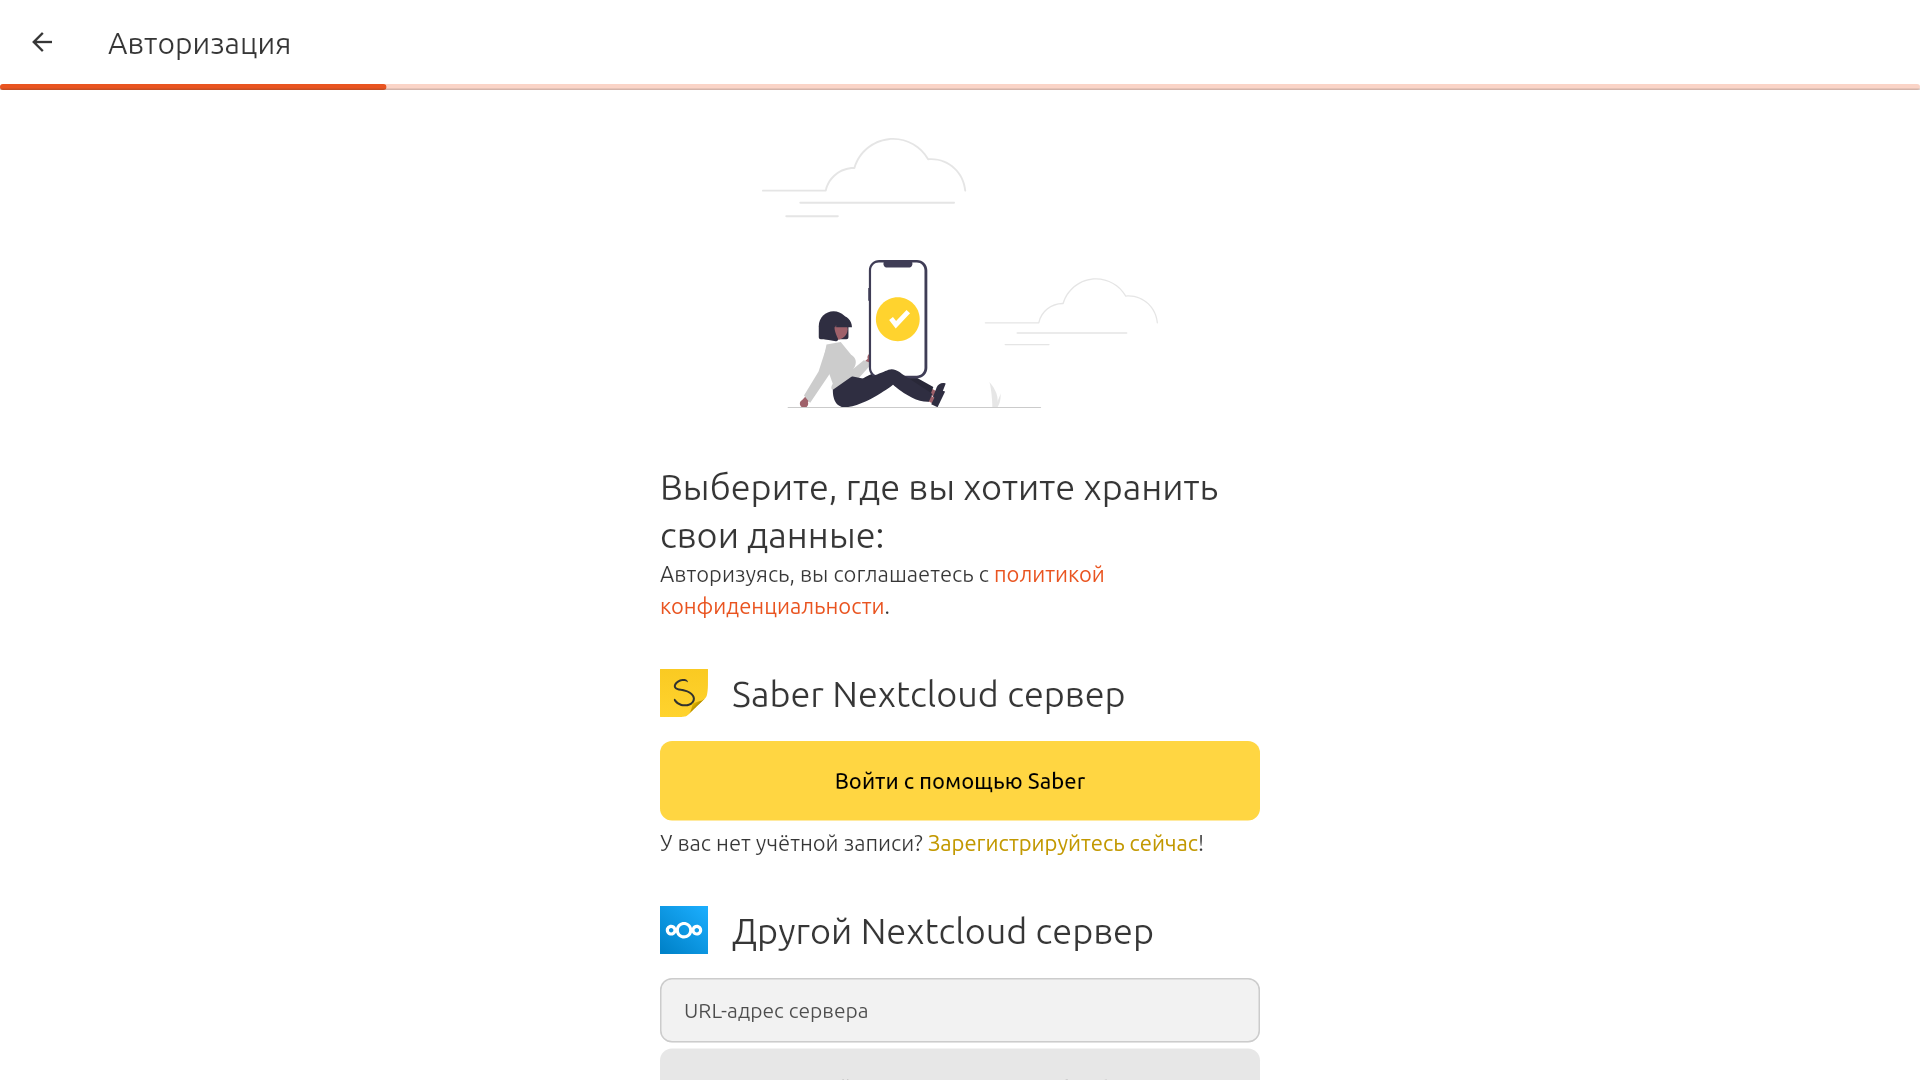 Авторизация
Выберите, где вы хотите хранить
свои данные:
Авторизуясь, вы соглашаетесь с политикой
конфиденциальности.
S
Saber Nextcloud сервер
Войти с помощью Saber
У вас нет учётной записи? Зарегистрируйтесь сейчас!
Другой Nextcloud сервер
URL-адрес сервера